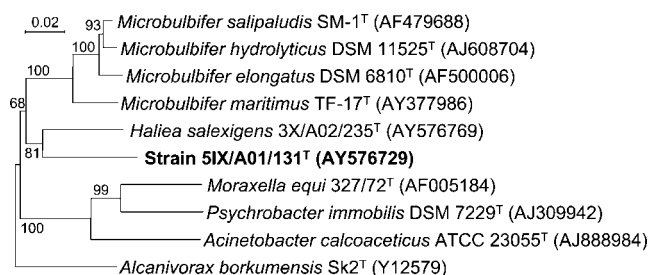 0.02
93
Microbulbifer salipaludis SM-1ᵀ (AF479688)
100
Microbulbifer hydrolyticus DSM 11525ᵀ (AJ608704)
100
Microbulbifer elongatus DSM 6810ᵀ (AF500006)
68
Microbulbifer maritimus TF-17ᵀ (AY377986)
Haliea salexigens 3X/A02/235ᵀ (AY576769)
81
Strain 5IX/A01/131ᵀ (AY576729)
99
Moraxella equi 327/72ᵀ (AF005184)
Psychrobacter immobilis DSM 7229ᵀ (AJ309942)
100
Acinetobacter calcoaceticus ATCC 23055ᵀ (AJ888984)
Alcanivorax borkumensis Sk2ᵀ (Y12579)